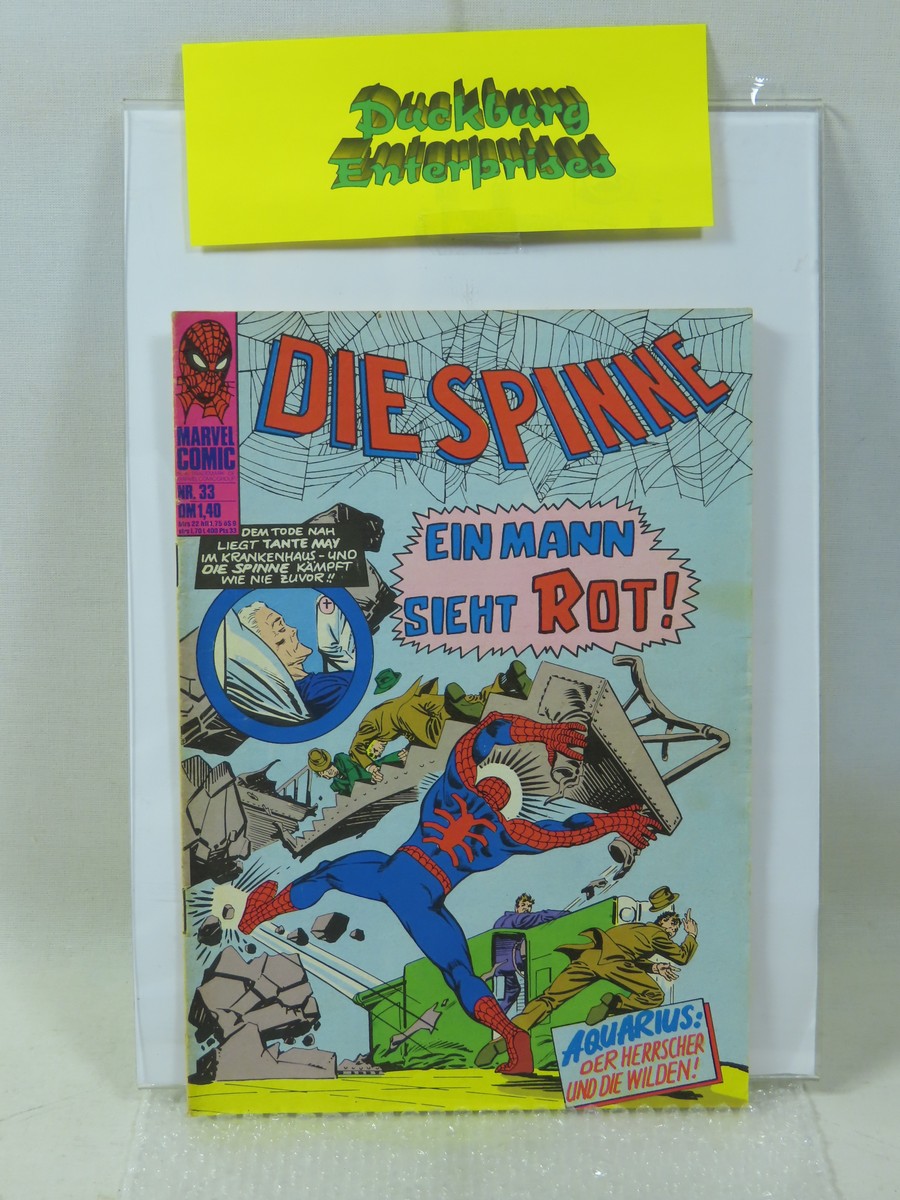 Duckburg
Enterprises
DIE SPINNE
MARVEL
COMIC
NR. 33
DM 1,40
DEM TODE NAH
LIEGT TANTE MAY
IM KRANKENHAUS - UND
DIE SPINNE KÄMPFT
WIE NIE ZUVOR!!
EIN MANN
SIEHT ROT!
AQUARIUS:
DER HERRSCHER
UND DIE WILDEN!